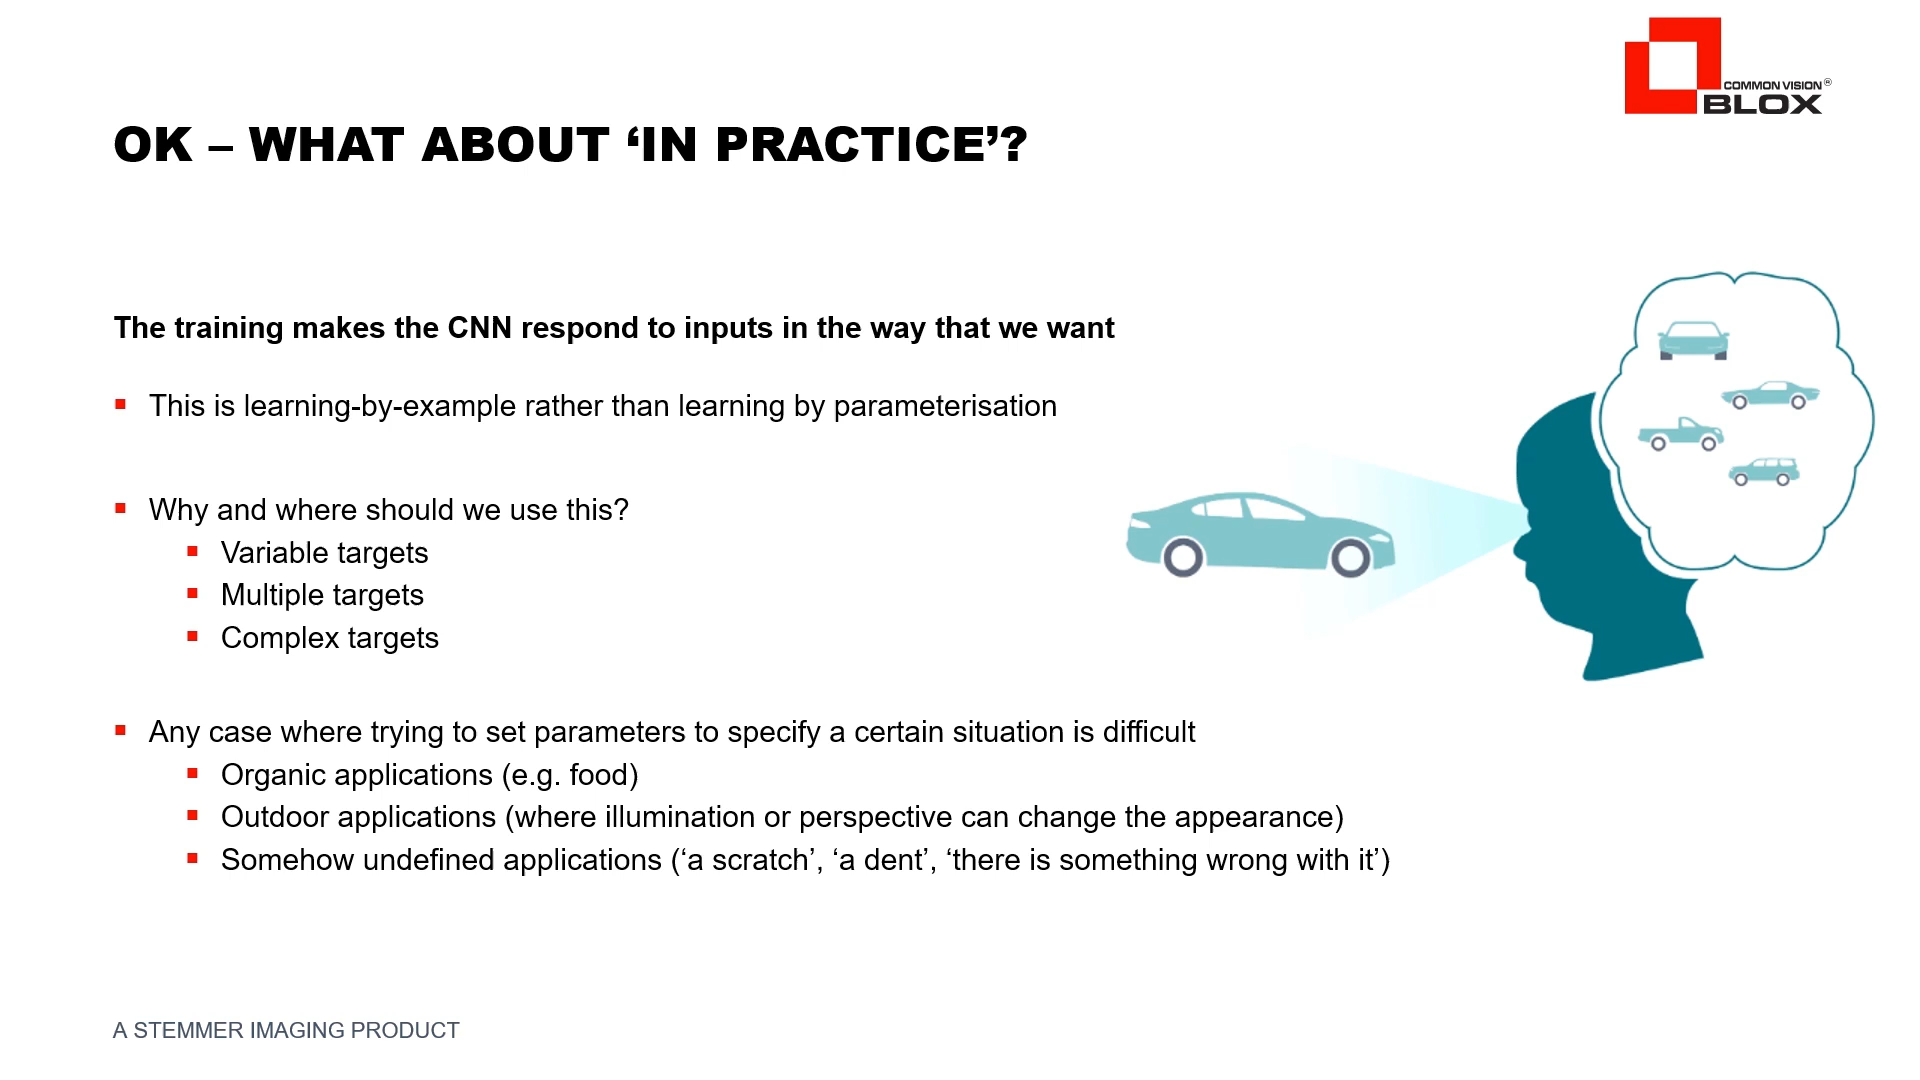 COMMON VISION®
BLOX
OK – WHAT ABOUT ‘IN PRACTICE’?
The training makes the CNN respond to inputs in the way that we want
▪ This is learning-by-example rather than learning by parameterisation
▪ Why and where should we use this?
▪ Variable targets
▪ Multiple targets
▪ Complex targets
▪ Any case where trying to set parameters to specify a certain situation is difficult
▪ Organic applications (e.g. food)
▪ Outdoor applications (where illumination or perspective can change the appearance)
▪ Somehow undefined applications (‘a scratch’, ‘a dent’, ‘there is something wrong with it’)
A STEMMER IMAGING PRODUCT